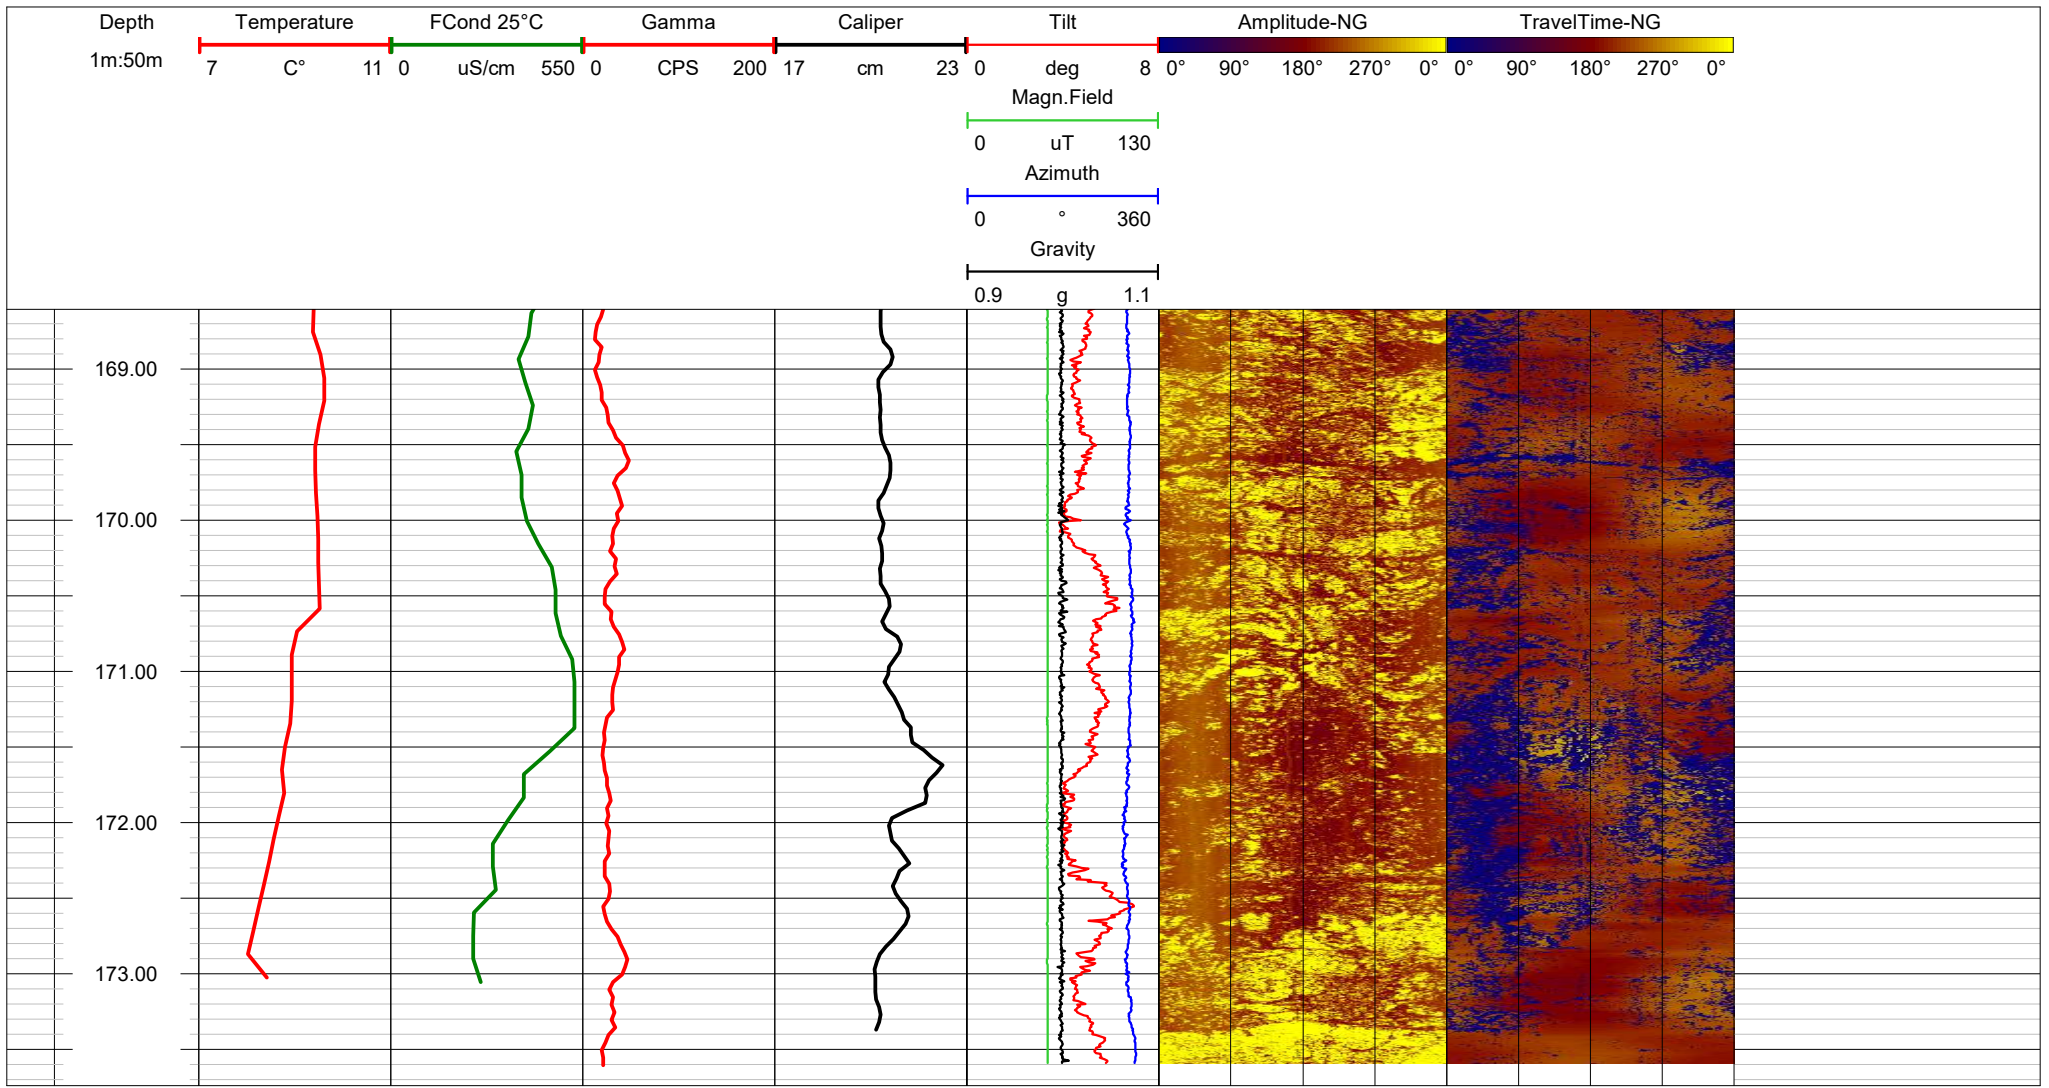 Depth Temperature FCond 25°C Gamma Caliper Tilt Amplitude-NG TravelTime-NG
1m:50m 7 C° 11 0 uS/cm 550 0 CPS 200 17 cm 23 0 deg 8 0° 90° 180° 270° 0° 0° 90° 180° 270° 0°
Magn.Field
0 uT 130
Azimuth
0 ° 360
Gravity
0.9 g 1.1
169.00
170.00
171.00
172.00
173.00